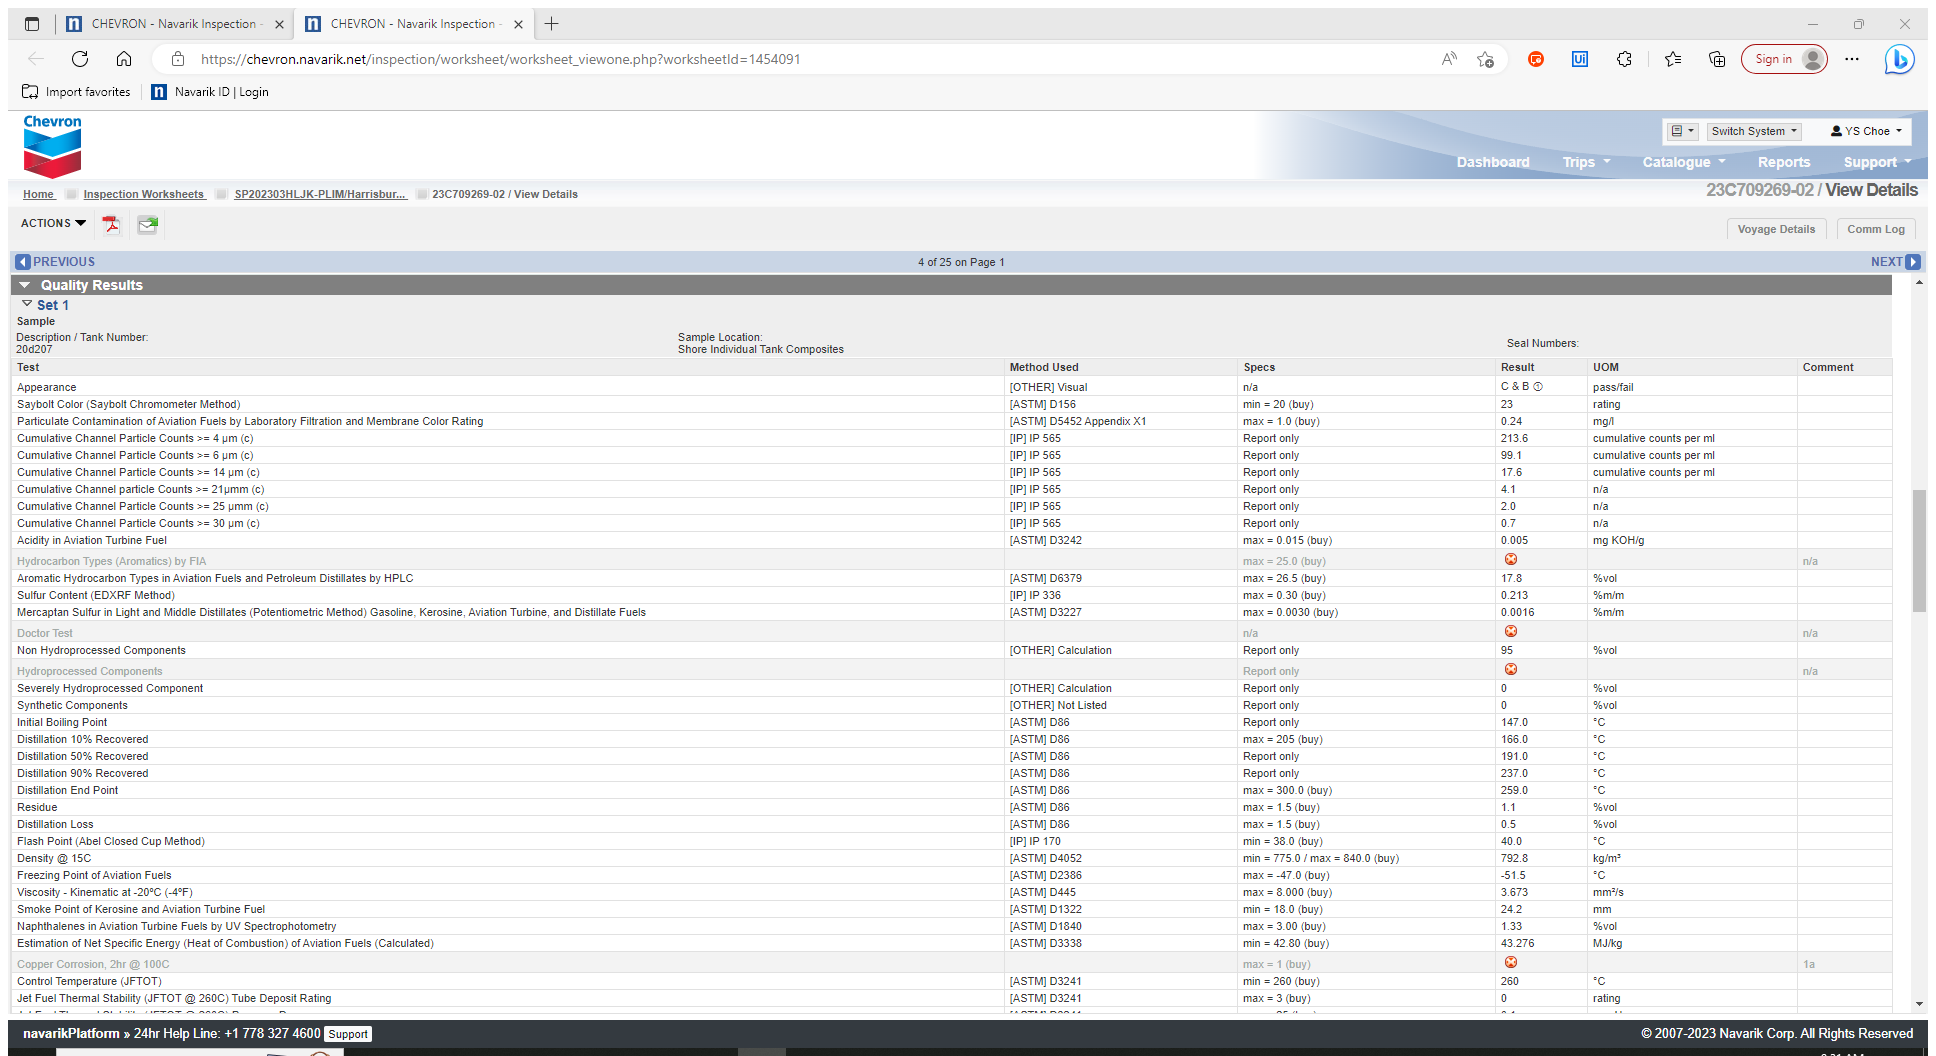 CHEVRON - Navarik Inspection -
CHEVRON - Navarik Inspection -
https://chevron.navarik.net/inspection/worksheet/worksheet_viewone.php?worksheetId=1454091
Sign in
Import favorites
Navarik ID | Login
Chevron
Switch System
YS Choe
Dashboard Trips Catalogue Reports Support
Home Inspection Worksheets SP202303HLJK-PLIM/Harrisbur... 23C709269-02 / View Details
23C709269-02 / View Details
ACTIONS
Voyage Details Comm Log
PREVIOUS 4 of 25 on Page 1 NEXT
Quality Results
Set 1
Sample
Description / Tank Number: Sample Location: Seal Numbers:
20d207 Shore Individual Tank Composites
Test Method Used Specs Result UOM Comment
Appearance [OTHER] Visual n/a C & B pass/fail
Saybolt Color (Saybolt Chromometer Method) [ASTM] D156 min = 20 (buy) 23 rating
Particulate Contamination of Aviation Fuels by Laboratory Filtration and Membrane Color Rating [ASTM] D5452 Appendix X1 max = 1.0 (buy) 0.24 mg/l
Cumulative Channel Particle Counts >= 4 µm (c) [IP] IP 565 Report only 213.6 cumulative counts per ml
Cumulative Channel Particle Counts >= 6 µm (c) [IP] IP 565 Report only 99.1 cumulative counts per ml
Cumulative Channel Particle Counts >= 14 µm (c) [IP] IP 565 Report only 17.6 cumulative counts per ml
Cumulative Channel particle Counts >= 21µmm (c) [IP] IP 565 Report only 4.1 n/a
Cumulative Channel Particle Counts >= 25 µmm (c) [IP] IP 565 Report only 2.0 n/a
Cumulative Channel Particle Counts >= 30 µm (c) [IP] IP 565 Report only 0.7 n/a
Acidity in Aviation Turbine Fuel [ASTM] D3242 max = 0.015 (buy) 0.005 mg KOH/g
Hydrocarbon Types (Aromatics) by FIA max = 25.0 (buy) n/a
Aromatic Hydrocarbon Types in Aviation Fuels and Petroleum Distillates by HPLC [ASTM] D6379 max = 26.5 (buy) 17.8 %vol
Sulfur Content (EDXRF Method) [IP] IP 336 max = 0.30 (buy) 0.213 %m/m
Mercaptan Sulfur in Light and Middle Distillates (Potentiometric Method) Gasoline, Kerosine, Aviation Turbine, and Distillate Fuels [ASTM] D3227 max = 0.0030 (buy) 0.0016 %m/m
Doctor Test n/a n/a
Non Hydroprocessed Components [OTHER] Calculation Report only 95 %vol
Hydroprocessed Components Report only n/a
Severely Hydroprocessed Component [OTHER] Calculation Report only 0 %vol
Synthetic Components [OTHER] Not Listed Report only 0 %vol
Initial Boiling Point [ASTM] D86 Report only 147.0 °C
Distillation 10% Recovered [ASTM] D86 max = 205 (buy) 166.0 °C
Distillation 50% Recovered [ASTM] D86 Report only 191.0 °C
Distillation 90% Recovered [ASTM] D86 Report only 237.0 °C
Distillation End Point [ASTM] D86 max = 300.0 (buy) 259.0 °C
Residue [ASTM] D86 max = 1.5 (buy) 1.1 %vol
Distillation Loss [ASTM] D86 max = 1.5 (buy) 0.5 %vol
Flash Point (Abel Closed Cup Method) [IP] IP 170 min = 38.0 (buy) 40.0 °C
Density @ 15C [ASTM] D4052 min = 775.0 / max = 840.0 (buy) 792.8 kg/m³
Freezing Point of Aviation Fuels [ASTM] D2386 max = -47.0 (buy) -51.5 °C
Viscosity - Kinematic at -20°C (-4°F) [ASTM] D445 max = 8.000 (buy) 3.673 mm²/s
Smoke Point of Kerosine and Aviation Turbine Fuel [ASTM] D1322 min = 18.0 (buy) 24.2 mm
Naphthalenes in Aviation Turbine Fuels by UV Spectrophotometry [ASTM] D1840 max = 3.00 (buy) 1.33 %vol
Estimation of Net Specific Energy (Heat of Combustion) of Aviation Fuels (Calculated) [ASTM] D3338 min = 42.80 (buy) 43.276 MJ/kg
Copper Corrosion, 2hr @ 100C max = 1 (buy) 1a
Control Temperature (JFTOT) [ASTM] D3241 min = 260 (buy) 260 °C
Jet Fuel Thermal Stability (JFTOT @ 260C) Tube Deposit Rating [ASTM] D3241 max = 3 (buy) 0 rating
navarikPlatform » 24hr Help Line: +1 778 327 4600 Support
© 2007-2023 Navarik Corp. All Rights Reserved